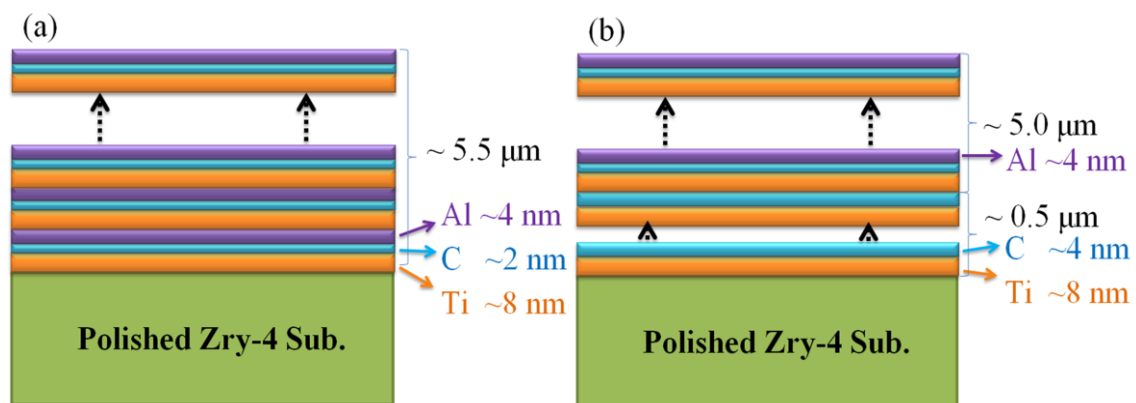 (a)
~ 5.5 μm
Al ~4 nm
C ~2 nm
Ti ~8 nm
Polished Zry-4 Sub.
(b)
~ 5.0 μm
Al ~4 nm
~ 0.5 μm
C ~4 nm
Ti ~8 nm
Polished Zry-4 Sub.